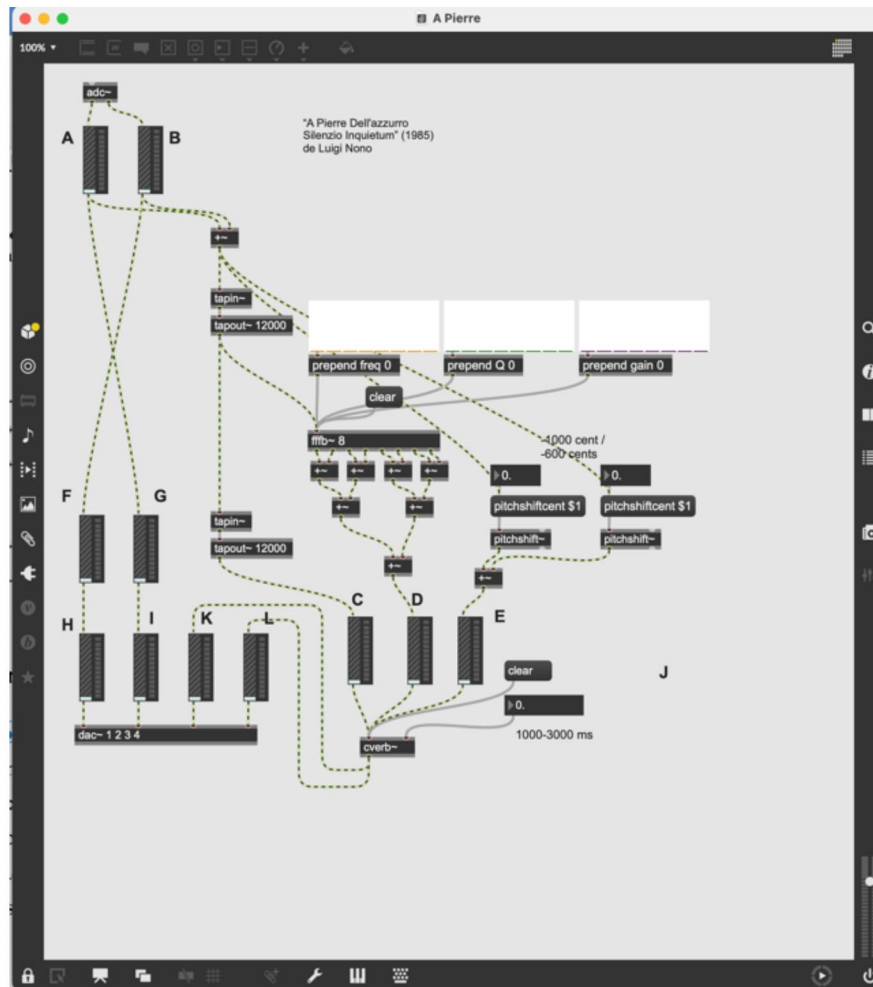 A Pierre
100%
adc~
A
B
"A Pierre Dell'azzurro
Silenzio Inquietum" (1985)
de Luigi Nono
+~
tapin~
tapout~ 12000
prepend freq 0
prepend Q 0
prepend gain 0
clear
fffb~ 8
-1000 cent /
-600 cents
+~
+~
+~
+~
0.
0.
+~
+~
pitchshiftcent $1
pitchshiftcent $1
F
G
tapin~
tapout~ 12000
pitchshift~
pitchshift~
+~
+~
C
D
E
H
I
K
L
clear
J
0.
dac~ 1 2 3 4
cverb~
1000-3000 ms